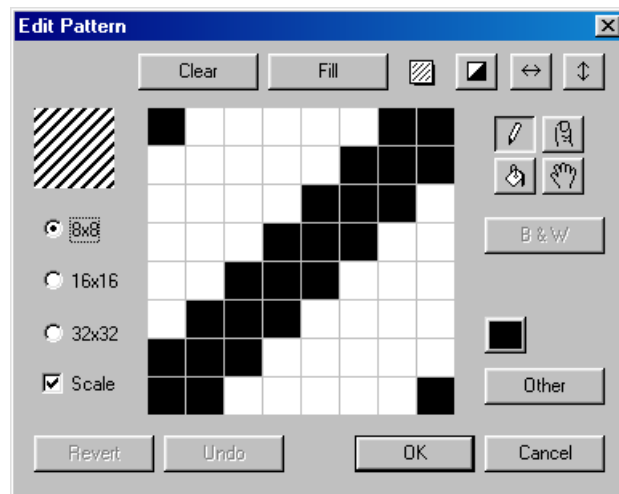 Edit Pattern
Clear Fill
8x8
B & W
16x16
32x32
Scale
Other
Revert Undo OK Cancel